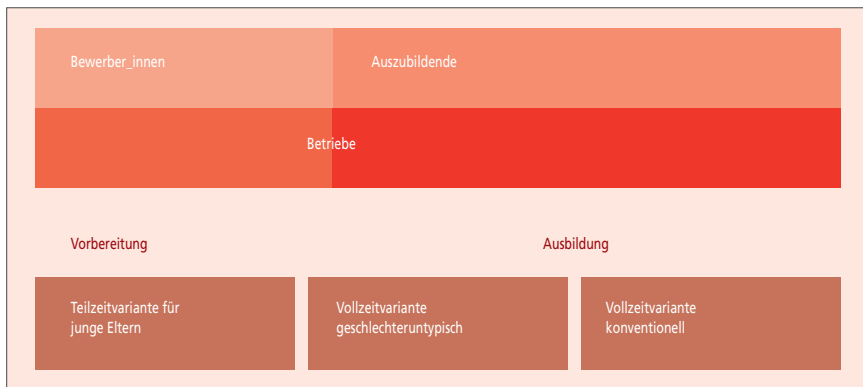 Bewerber_innen
Auszubildende
Betriebe
Vorbereitung
Ausbildung
Teilzeitvariante für
junge Eltern
Vollzeitvariante
geschlechteruntypisch
Vollzeitvariante
konventionell